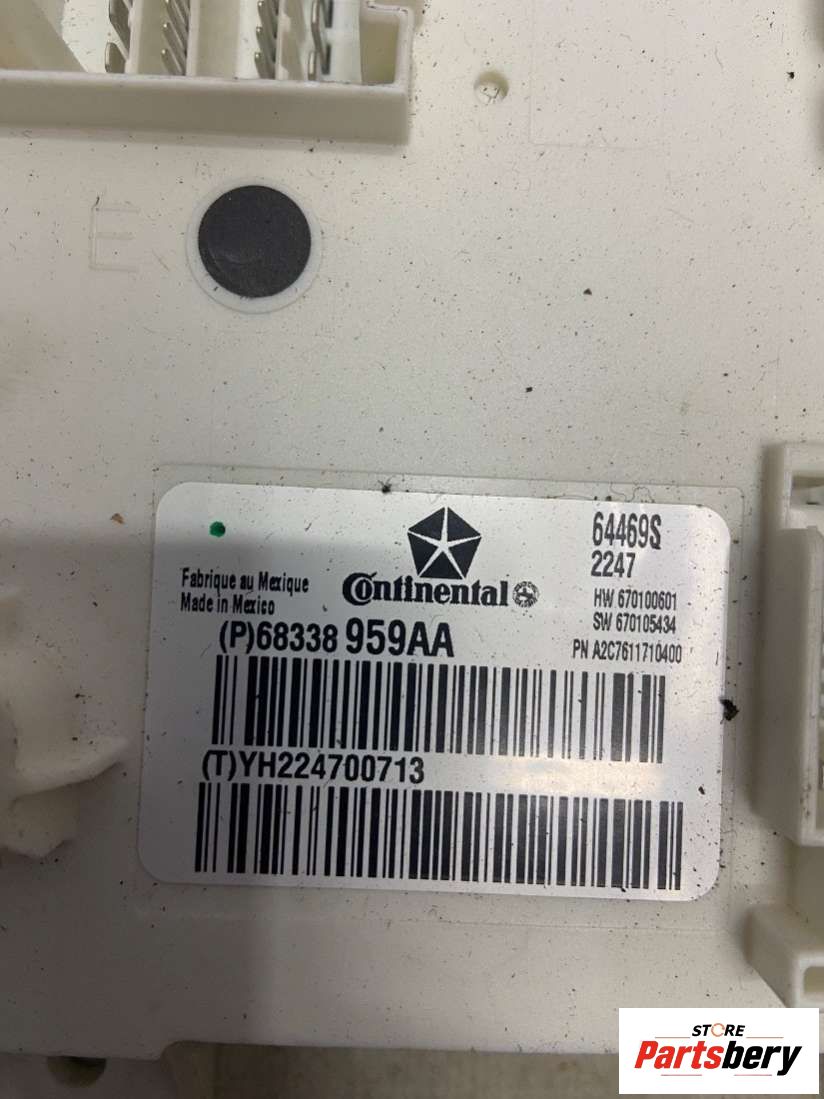 E
64469S
2247
Fabrique au Mexique
Made in Mexico
Continental
HW 670100601
SW 670105434
(P)68338 959AA
PN A2C7611710400
(T)YH224700713
STORE
Partsbery